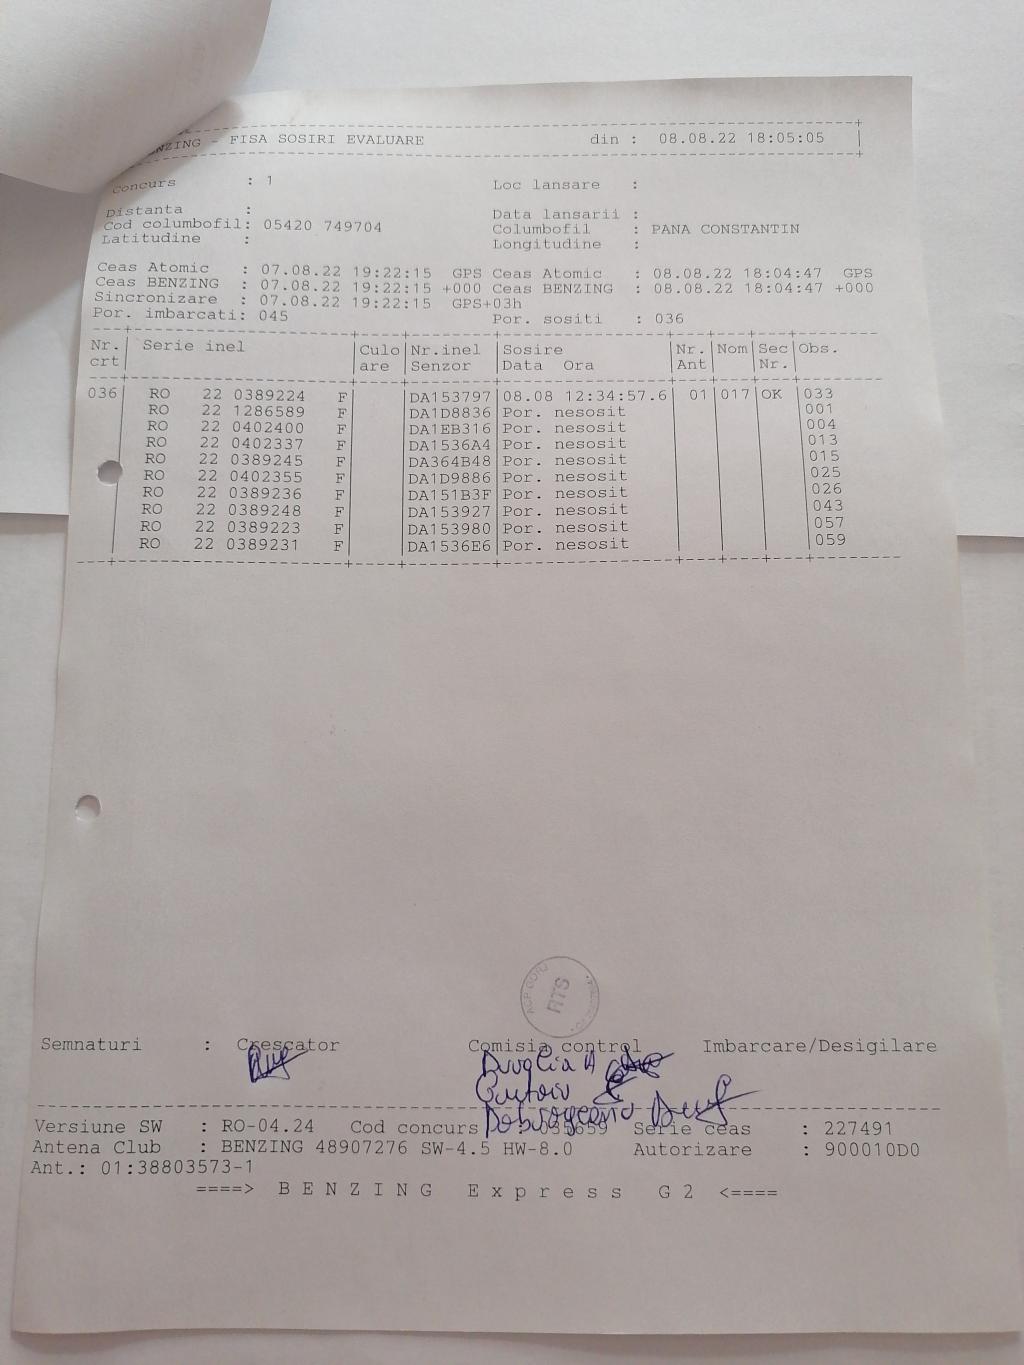 BENZING - FISA SOSIRI EVALUARE din : 08.08.22 18:05:05
Concurs : 1 Loc lansare :
Distanta : Data lansarii :
Cod columbofil: 05420 749704 Columbofil : PANA CONSTANTIN
Latitudine : Longitudine :
Ceas Atomic : 07.08.22 19:22:15 GPS Ceas Atomic : 08.08.22 18:04:47 GPS
Ceas BENZING : 07.08.22 19:22:15 +000 Ceas BENZING : 08.08.22 18:04:47 +000
Sincronizare : 07.08.22 19:22:15 GPS+03h
Por. imbarcati: 045 Por. sositi : 036
Nr. Serie inel Culo Nr.inel Sosire Nr. Nom Sec Obs.
crt are Senzor Data Ora Ant Nr.
036 RO 22 0389224 F DA153797 08.08 12:34:57.6 01 017 OK 033
RO 22 1286589 F DA1D8836 Por. nesosit 001
RO 22 0402400 F DA1EB316 Por. nesosit 004
RO 22 0402337 F DA1536A4 Por. nesosit 013
RO 22 0389245 F DA364B48 Por. nesosit 015
RO 22 0402355 F DA1D9886 Por. nesosit 025
RO 22 0389236 F DA151B3F Por. nesosit 026
RO 22 0389248 F DA153927 Por. nesosit 043
RO 22 0389223 F DA153980 Por. nesosit 057
RO 22 0389231 F DA1536E6 Por. nesosit 059
RTS
Semnaturi : Crescator Comisia control Imbarcare/Desigilare
Versiune SW : RO-04.24 Cod concurs Serie ceas : 227491
Antena Club : BENZING 48907276 SW-4.5 HW-8.0 Autorizare : 900010D0
Ant.: 01:38803573-1
====> BENZING Express G2 <====